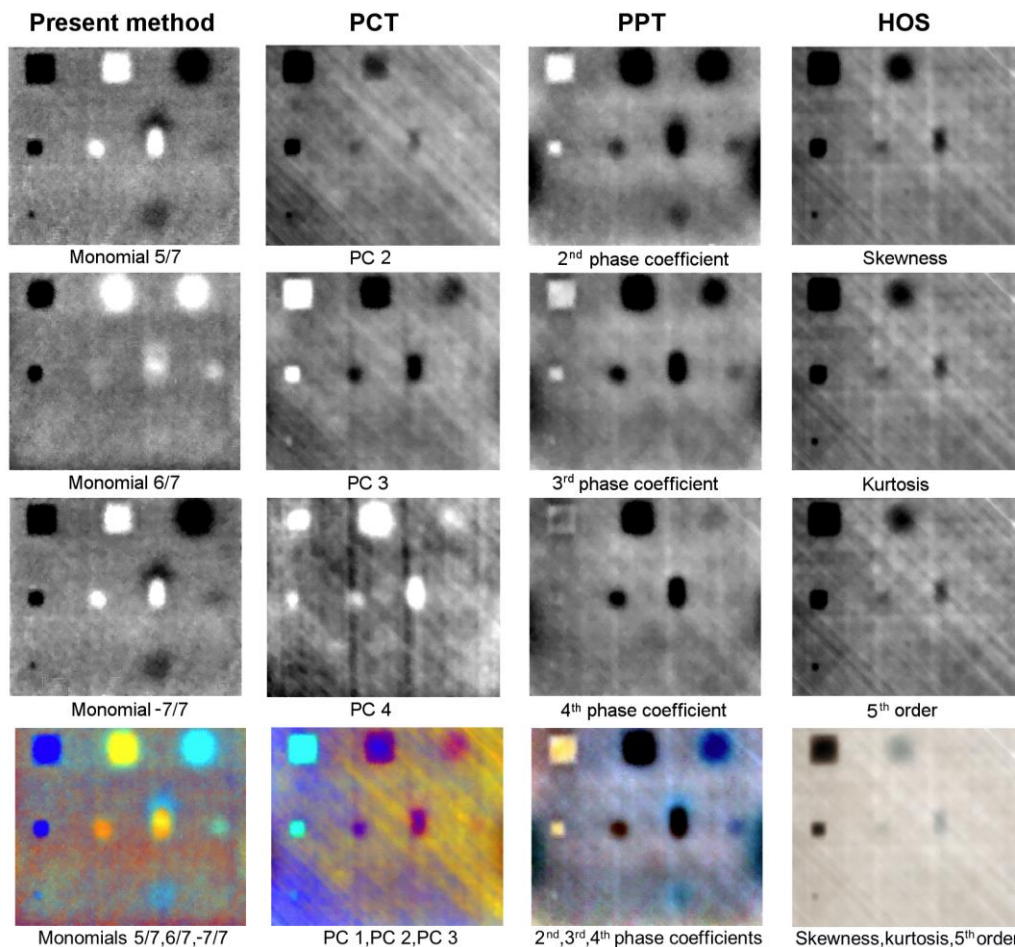 Present method PCT PPT HOS
Monomial 5/7 PC 2 2nd phase coefficient Skewness
Monomial 6/7 PC 3 3rd phase coefficient Kurtosis
Monomial -7/7 PC 4 4th phase coefficient 5th order
Monomials 5/7,6/7,-7/7 PC 1,PC 2,PC 3 2nd,3rd,4th phase coefficients Skewness,kurtosis,5th order